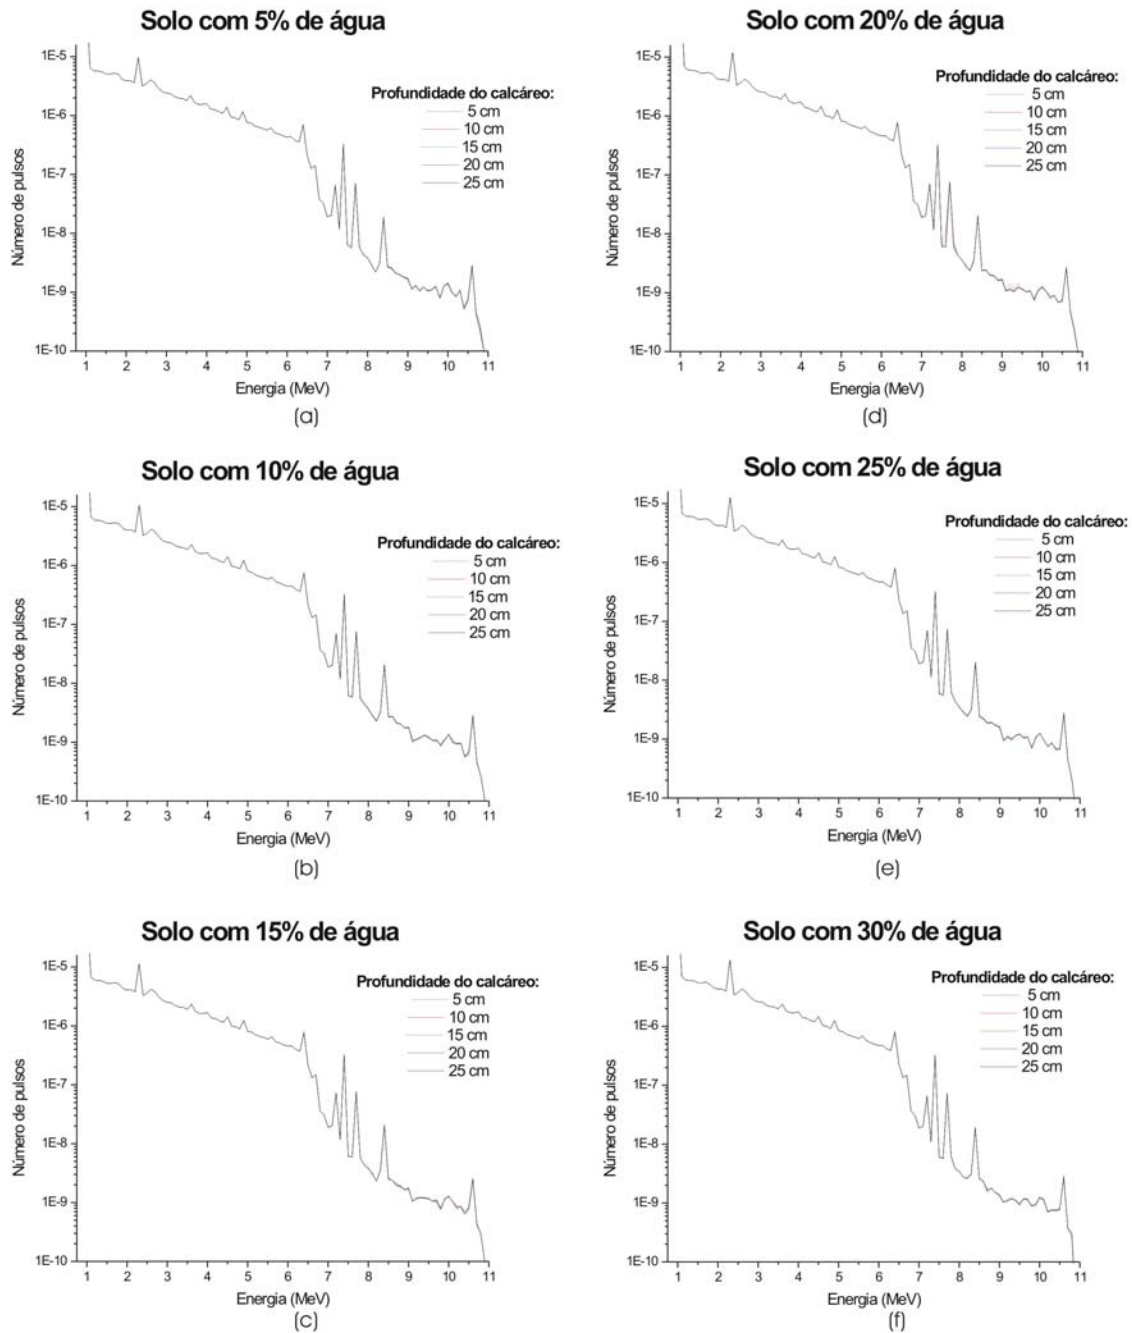 Solo com 5% de água
Número de pulsos
1E-5
1E-6
1E-7
1E-8
1E-9
1E-10
Profundidade do calcáreo:
5 cm
10 cm
15 cm
20 cm
25 cm
1 2 3 4 5 6 7 8 9 10 11
Energia (MeV)
(a)
Solo com 20% de água
Número de pulsos
1E-5
1E-6
1E-7
1E-8
1E-9
1E-10
Profundidade do calcáreo:
5 cm
10 cm
15 cm
20 cm
25 cm
1 2 3 4 5 6 7 8 9 10 11
Energia (MeV)
(d)
Solo com 10% de água
Número de pulsos
1E-5
1E-6
1E-7
1E-8
1E-9
1E-10
Profundidade do calcáreo:
5 cm
10 cm
15 cm
20 cm
25 cm
1 2 3 4 5 6 7 8 9 10 11
Energia (MeV)
(b)
Solo com 25% de água
Número de pulsos
1E-5
1E-6
1E-7
1E-8
1E-9
1E-10
Profundidade do calcáreo:
5 cm
10 cm
15 cm
20 cm
25 cm
1 2 3 4 5 6 7 8 9 10 11
Energia (MeV)
(e)
Solo com 15% de água
Número de pulsos
1E-5
1E-6
1E-7
1E-8
1E-9
1E-10
Profundidade do calcáreo:
5 cm
10 cm
15 cm
20 cm
25 cm
1 2 3 4 5 6 7 8 9 10 11
Energia (MeV)
(c)
Solo com 30% de água
Número de pulsos
1E-5
1E-6
1E-7
1E-8
1E-9
1E-10
Profundidade do calcáreo:
5 cm
10 cm
15 cm
20 cm
25 cm
1 2 3 4 5 6 7 8 9 10 11
Energia (MeV)
(f)